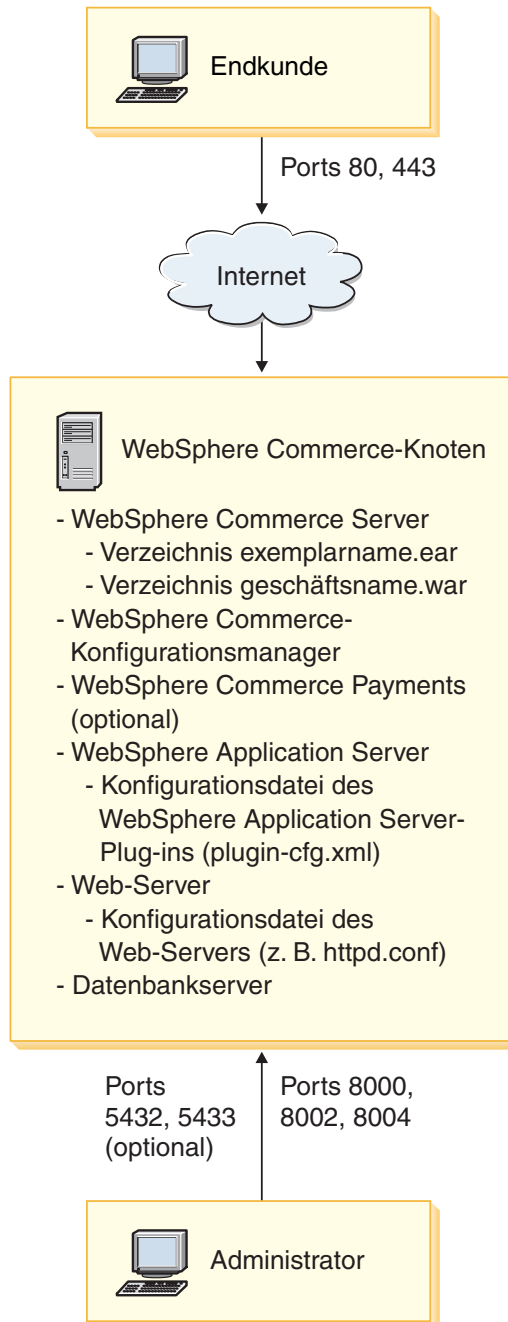 Endkunde
Ports 80, 443
Internet
WebSphere Commerce-Knoten
- WebSphere Commerce Server
- Verzeichnis exemplarname.ear
- Verzeichnis geschäftsname.war
- WebSphere Commerce-
Konfigurationsmanager
- WebSphere Commerce Payments
(optional)
- WebSphere Application Server
- Konfigurationsdatei des
WebSphere Application Server-
Plug-ins (plugin-cfg.xml)
- Web-Server
- Konfigurationsdatei des
Web-Servers (z. B. httpd.conf)
- Datenbankserver
Ports
5432, 5433
(optional)
Ports 8000,
8002, 8004
Administrator